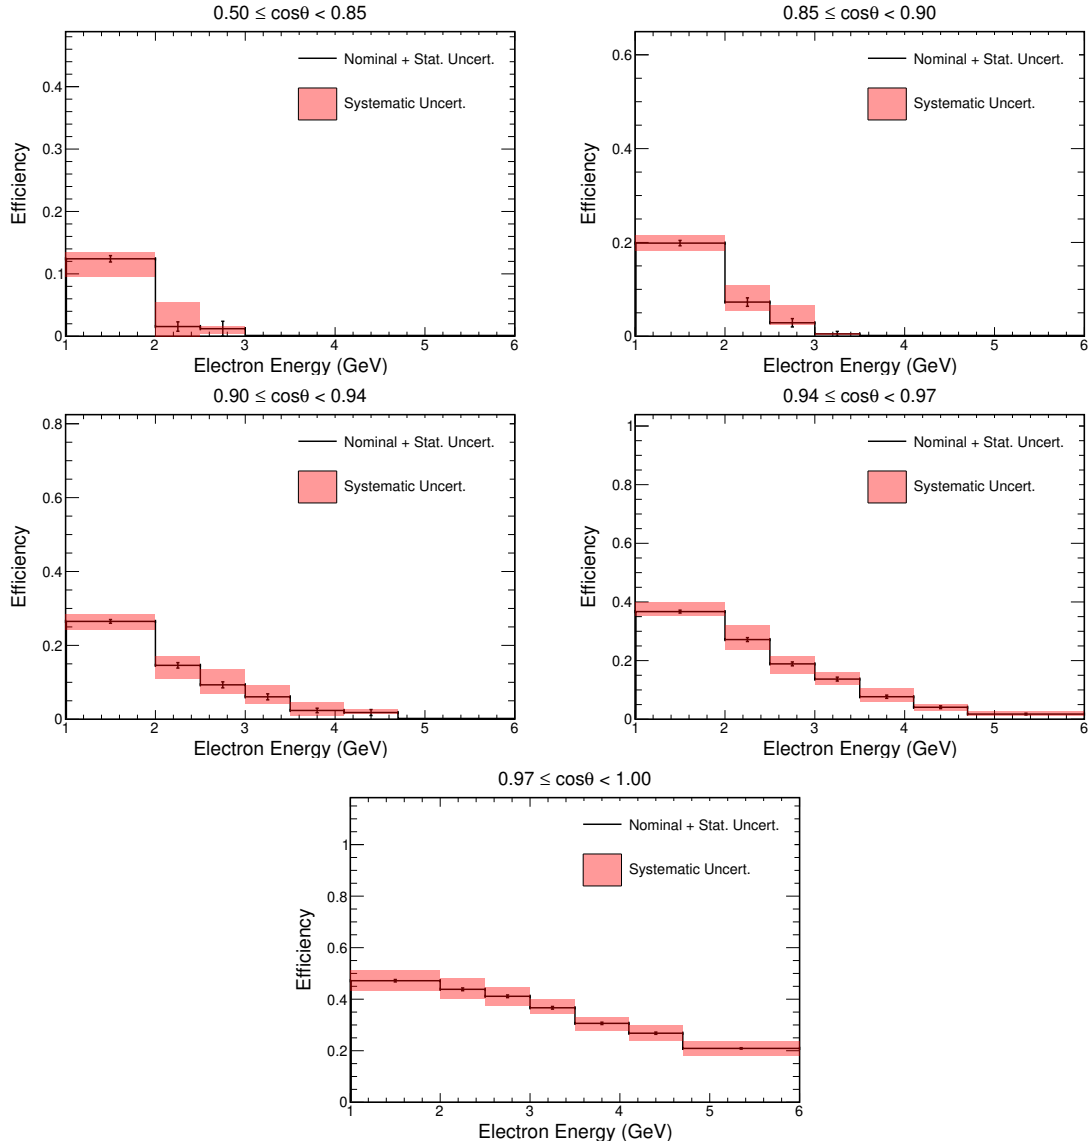 0.50 ≤ cosθ < 0.85
Efficiency
0.4
0.3
0.2
0.1
0
Nominal + Stat. Uncert.
Systematic Uncert.
1 2 3 4 5 6
Electron Energy (GeV)
0.85 ≤ cosθ < 0.90
Efficiency
0.6
0.4
0.2
0
Nominal + Stat. Uncert.
Systematic Uncert.
1 2 3 4 5 6
Electron Energy (GeV)
0.90 ≤ cosθ < 0.94
Efficiency
0.8
0.6
0.4
0.2
0
Nominal + Stat. Uncert.
Systematic Uncert.
1 2 3 4 5 6
Electron Energy (GeV)
0.94 ≤ cosθ < 0.97
Efficiency
1
0.8
0.6
0.4
0.2
0
Nominal + Stat. Uncert.
Systematic Uncert.
1 2 3 4 5 6
Electron Energy (GeV)
0.97 ≤ cosθ < 1.00
Efficiency
1
0.8
0.6
0.4
0.2
0
Nominal + Stat. Uncert.
Systematic Uncert.
1 2 3 4 5 6
Electron Energy (GeV)